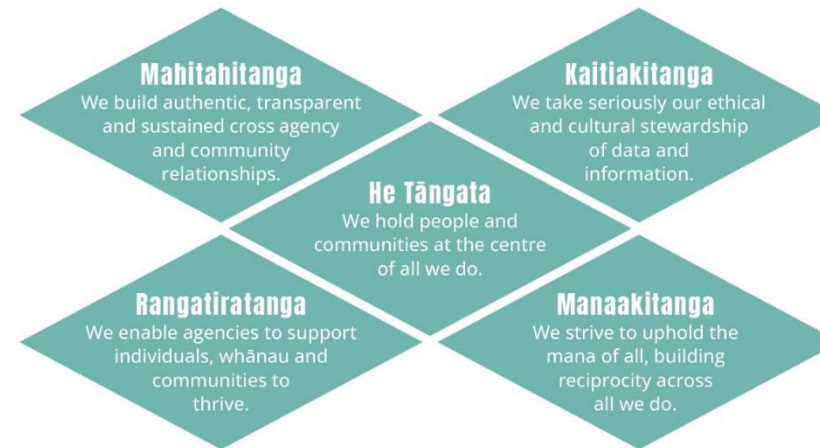 Mahitahitanga
We build authentic, transparent
and sustained cross agency
and community
relationships.
Kaitiakitanga
We take seriously our ethical
and cultural stewardship
of data and
information.
He Tāngata
We hold people and
communities at the centre
of all we do.
Rangatiratanga
We enable agencies to support
individuals, whānau and
communities to
thrive.
Manaakitanga
We strive to uphold the
mana of all, building
reciprocity across
all we do.